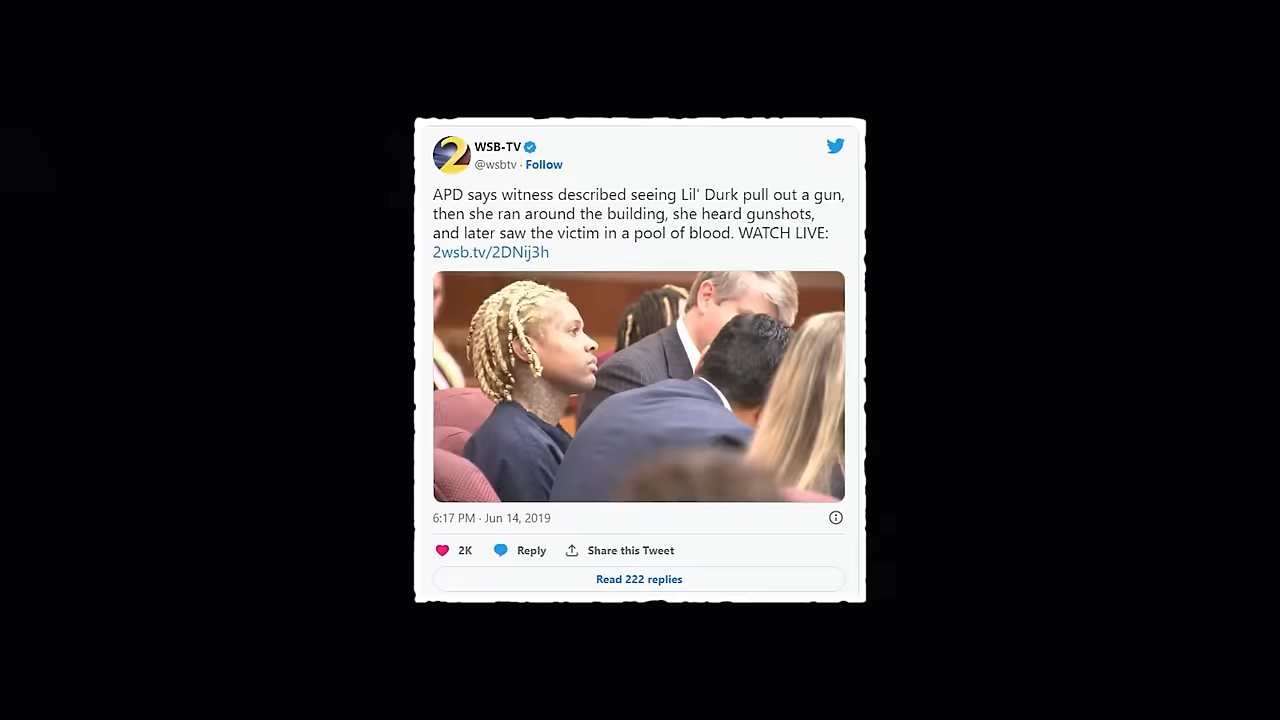 2
WSB-TV
@wsbtv · Follow
APD says witness described seeing Lil' Durk pull out a gun,
then she ran around the building, she heard gunshots,
and later saw the victim in a pool of blood. WATCH LIVE:
2wsb.tv/2DNij3h
6:17 PM · Jun 14, 2019
2K Reply Share this Tweet
Read 222 replies